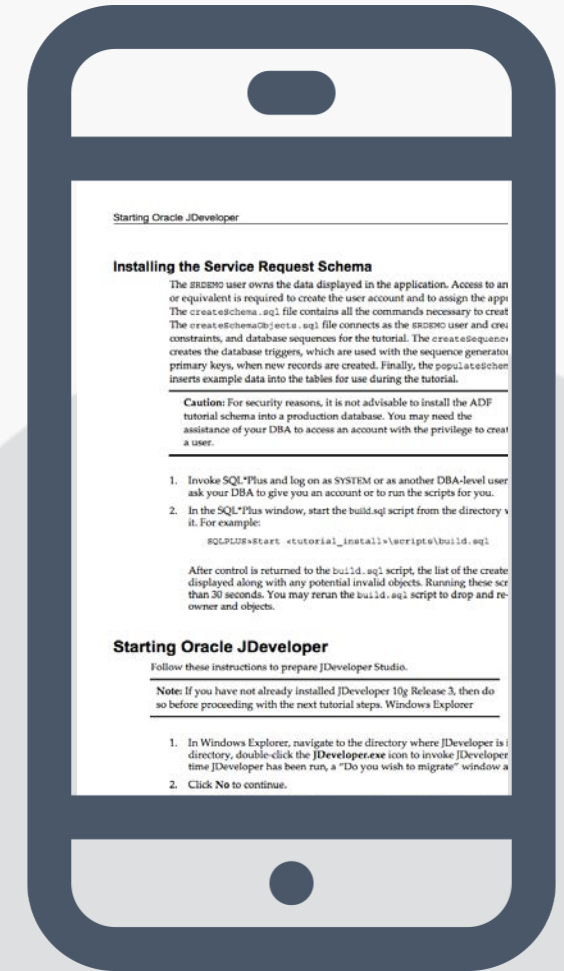 Starting Oracle JDeveloper
Installing the Service Request Schema
The SRDEMO user owns the data displayed in the application. Access to an
or equivalent is required to create the user account and to assign the
The createSchema.sql file contains all the commands necessary to
The createSchemaObjects.sql file connects as the SRDEMO user and
constraints, and database sequences for the tutorial. The
creates the database triggers, which are used with the sequence
primary keys, when new records are created. Finally, the
inserts example data into the tables for use during the tutorial.
Caution: For security reasons, it is not advisable to install the ADF
tutorial schema into a production database. You may need the
assistance of your DBA to access an account with the privilege to creat
a user.
1. Invoke SQL*Plus and log on as SYSTEM or as another DBA-level user
ask your DBA to give you an account or to run the scripts for you.
2. In the SQL*Plus window, start the build.sql script from the directory
it. For example:
SQLPLUS>Start <tutorial_install>\scripts\build.sql
After control is returned to the build.sql script, the list of the create
displayed along with any potential invalid objects. Running these scr
than 30 seconds. You may rerun the build.sql script to drop and re-
owner and objects.
Starting Oracle JDeveloper
Follow these instructions to prepare JDeveloper Studio.
Note: If you have not already installed JDeveloper 10g Release 3, then do
so before proceeding with the next tutorial steps. Windows Explorer
1. In Windows Explorer, navigate to the directory where JDeveloper is i
directory, double-click the JDeveloper.exe icon to invoke JDeveloper
time JDeveloper has been run, a "Do you wish to migrate" window a
2. Click No to continue.